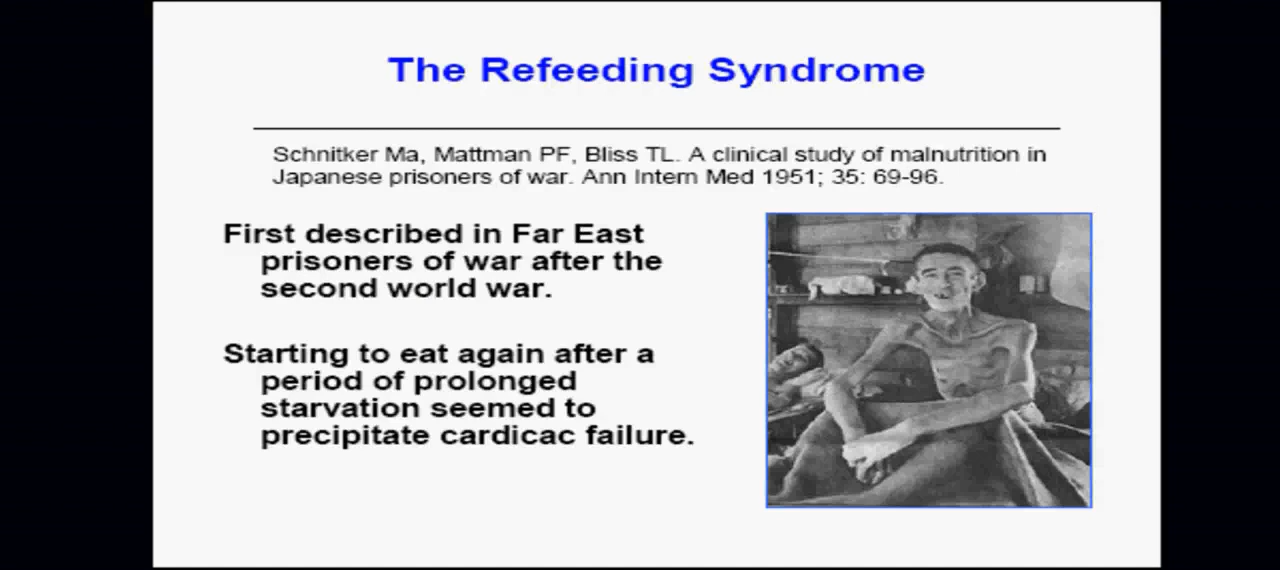 The Refeeding Syndrome
Schnitker Ma, Mattman PF, Bliss TL. A clinical study of malnutrition in
Japanese prisoners of war. Ann Intern Med 1951; 35: 69-96.
First described in Far East
prisoners of war after the
second world war.
Starting to eat again after a
period of prolonged
starvation seemed to
precipitate cardicac failure.